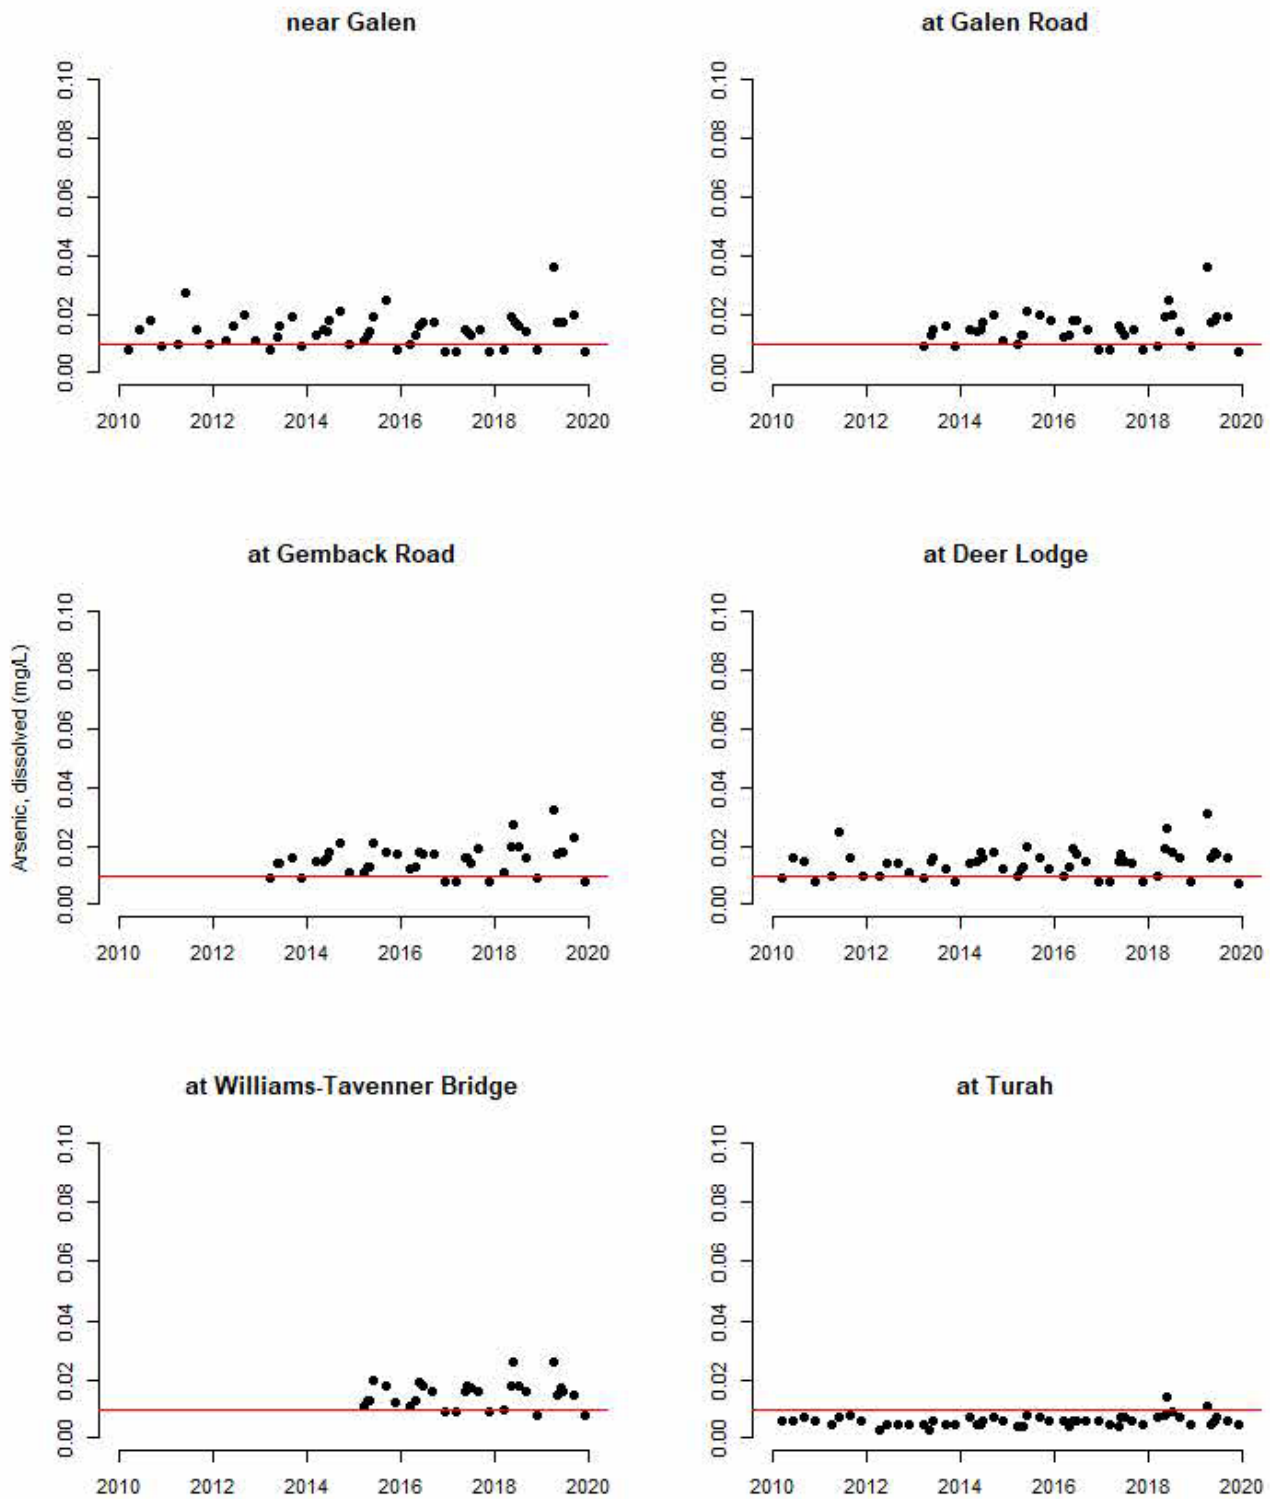 near Galen
at Galen Road
0.00 0.02 0.04 0.06 0.08 0.10
0.00 0.02 0.04 0.06 0.08 0.10
2010 2012 2014 2016 2018 2020
2010 2012 2014 2016 2018 2020
at Gemback Road
at Deer Lodge
Arsenic, dissolved (mg/L)
0.00 0.02 0.04 0.06 0.08 0.10
0.00 0.02 0.04 0.06 0.08 0.10
2010 2012 2014 2016 2018 2020
2010 2012 2014 2016 2018 2020
at Williams-Tavenner Bridge
at Turah
0.00 0.02 0.04 0.06 0.08 0.10
0.00 0.02 0.04 0.06 0.08 0.10
2010 2012 2014 2016 2018 2020
2010 2012 2014 2016 2018 2020